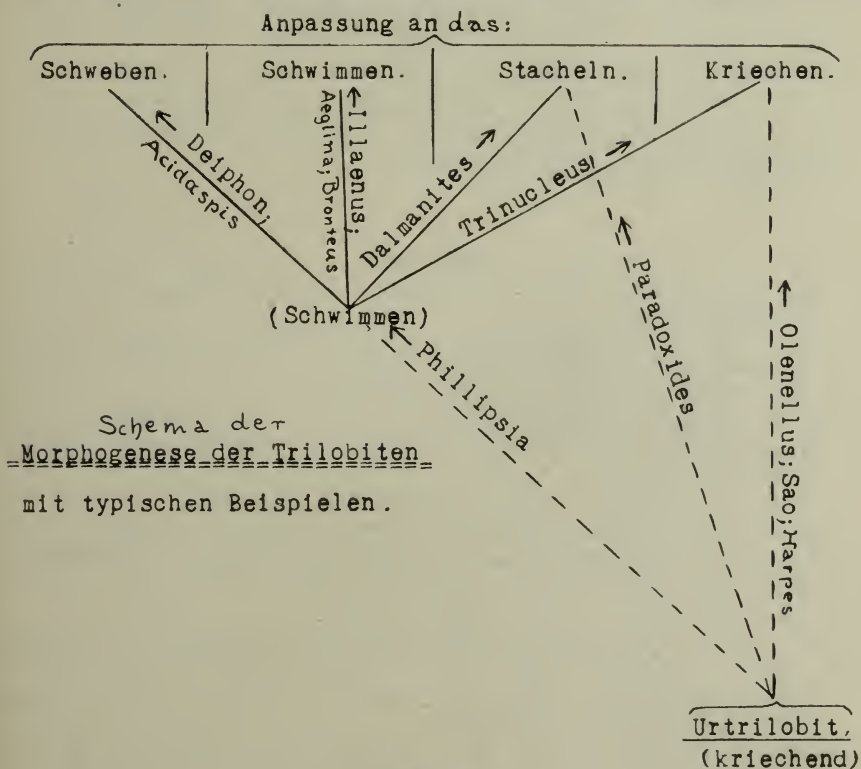 Anpassung an das:
Schweben. Schwimmen. Stacheln. Kriechen.
Deiphon;
Acidaspis
Illaenus;
Aeglina; Bronteus
Dalmanites
Trinucleus
(Schwimmen)
Phillipsia
Paradoxides
Olenellus; Sao; Harpes
Schema der
Morphogenese der Trilobiten
mit typischen Beispielen.
Urtrilobit,
(kriechend)